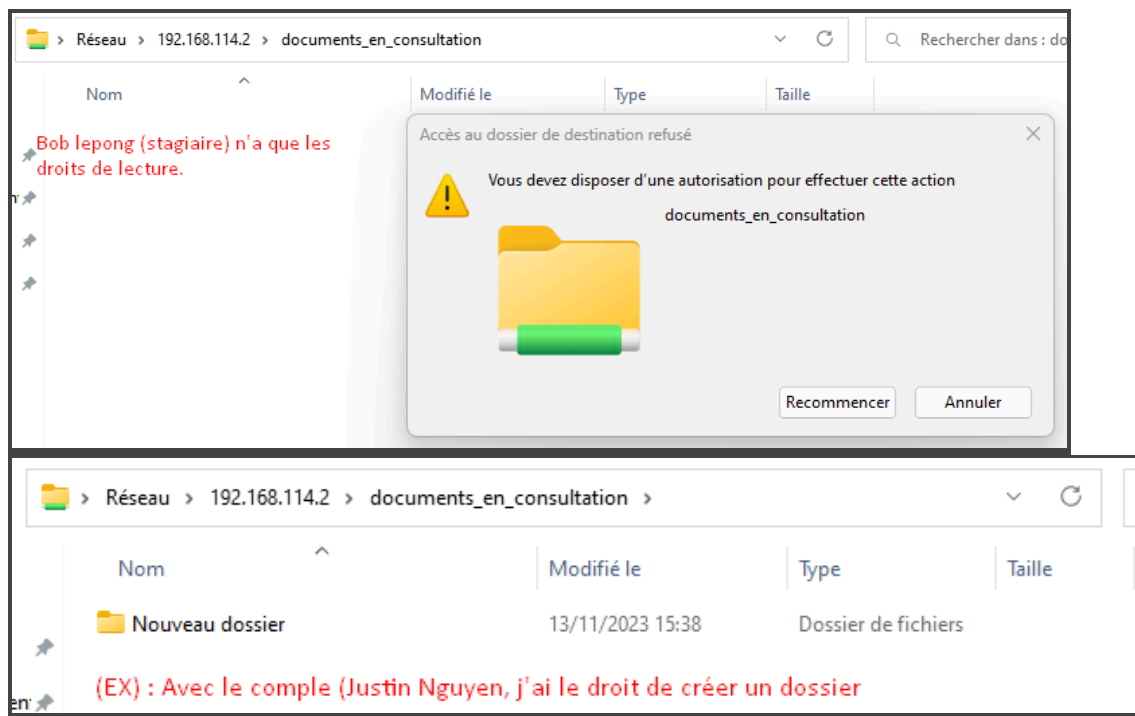 Réseau > 192.168.114.2 > documents_en_consultation
Rechercher dans : do
Nom Modifié le Type Taille
Bob lepong (stagiaire) n'a que les
droits de lecture.
Accès au dossier de destination refusé
Vous devez disposer d'une autorisation pour effectuer cette action
documents_en_consultation
Recommencer Annuler
Réseau > 192.168.114.2 > documents_en_consultation >
Nom Modifié le Type Taille
Nouveau dossier 13/11/2023 15:38 Dossier de fichiers
(EX) : Avec le comple (Justin Nguyen, j'ai le droit de créer un dossier